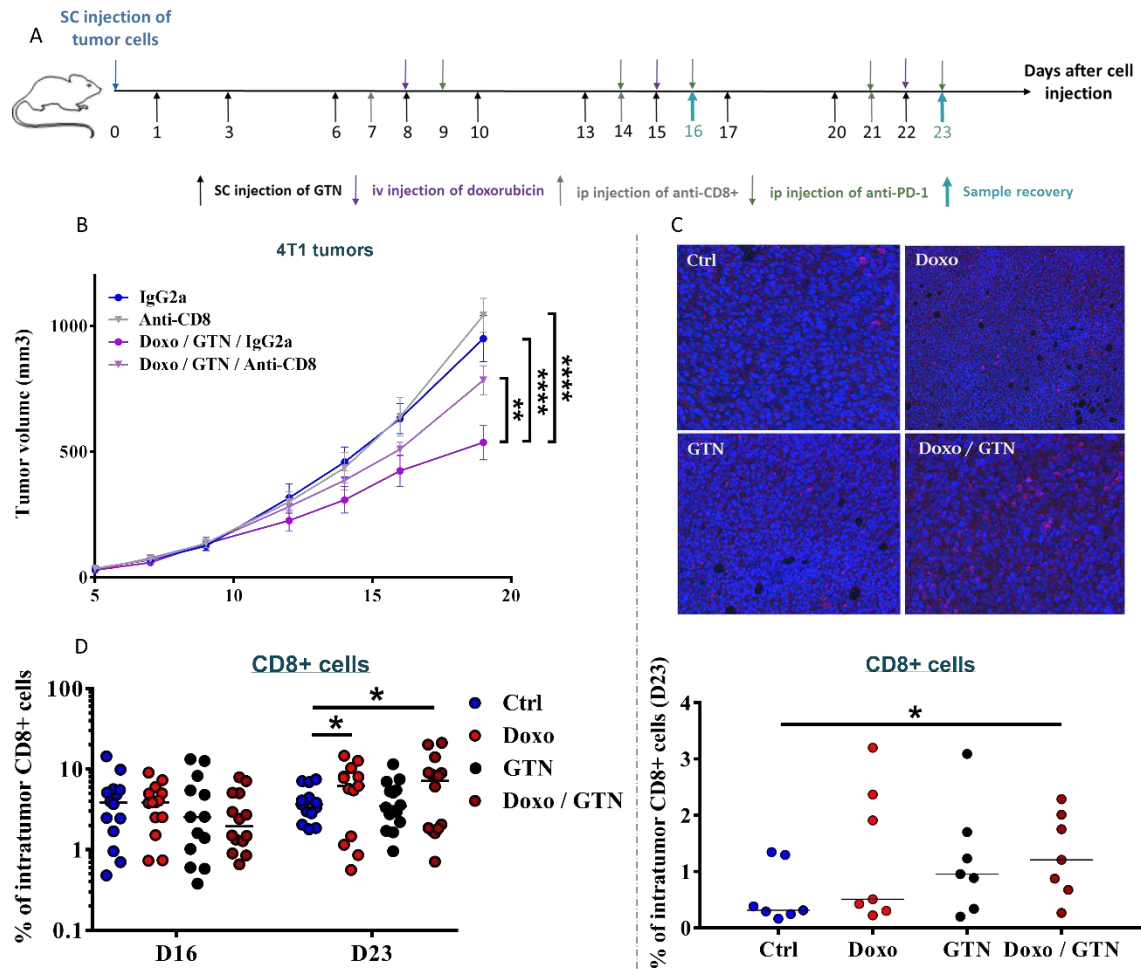 A
SC injection of
tumor cells
Days after cell
injection
0 1 3 6 7 8 9 10 13 14 15 16 17 20 21 22 23
SC injection of GTN iv injection of doxorubicin ip injection of anti-CD8+ ip injection of anti-PD-1 Sample recovery
B
4T1 tumors
IgG2a
Anti-CD8
Doxo / GTN / IgG2a
Doxo / GTN / Anti-CD8
Tumor volume (mm3)
1000
500
0
5 10 15 20
**
****
****
C
Ctrl
Doxo
GTN
Doxo / GTN
D
CD8+ cells
% of intratumor CD8+ cells
100
10
1
0.1
D16 D23
*
*
Ctrl
Doxo
GTN
Doxo / GTN
CD8+ cells
% of intratumor CD8+ cells (D23)
4
3
2
1
0
*
Ctrl Doxo GTN Doxo / GTN